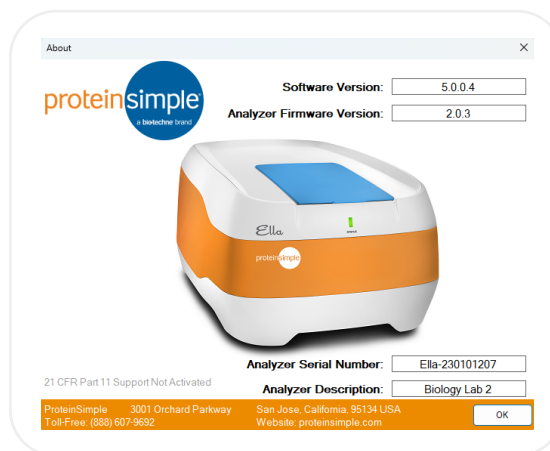 About
proteinsimple
a biotechne brand
Software Version: 5.0.0.4
Analyzer Firmware Version: 2.0.3
Ella
proteinsimple
Analyzer Serial Number: Ella-230101207
21 CFR Part 11 Support Not Activated
Analyzer Description: Biology Lab 2
ProteinSimple 3001 Orchard Parkway San Jose, California, 95134 USA
Toll-Free: (888) 607-9692 Website: proteinsimple.com
OK